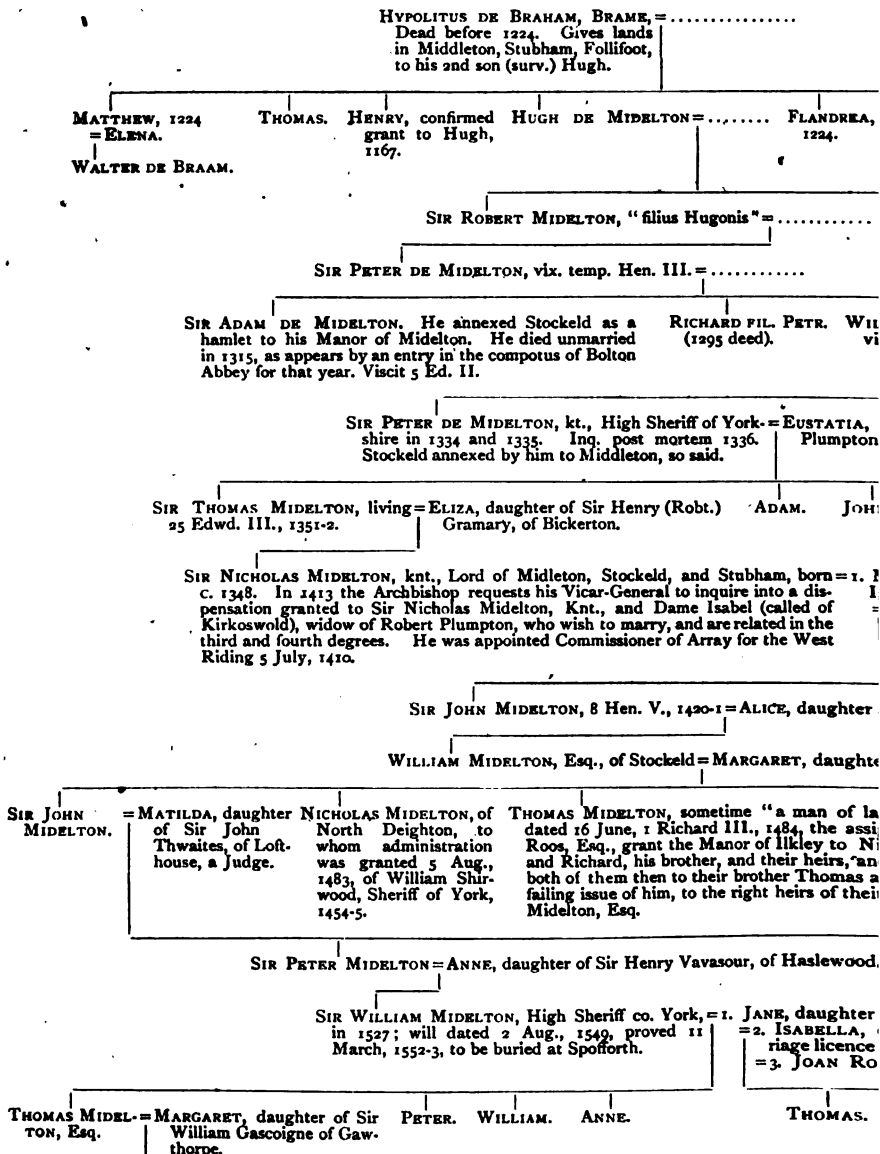 HYPOLITUS DE BRAHAM, BRAME, = ...............
Dead before 1224. Gives lands
in Middleton, Stubham, Follifoot,
to his 2nd son (surv.) Hugh.
MATTHEW, 1224
= ELENA.
WALTER DE BRAAM.
THOMAS.
HENRY, confirmed
grant to Hugh,
1167.
HUGH DE MIDELTON = ........
FLANDREA,
1224.
SIR ROBERT MIDELTON, "filius Hugonis" = ............
SIR PETER DE MIDELTON, vix. temp. Hen. III. = ............
SIR ADAM DE MIDELTON. He annexed Stockeld as a
hamlet to his Manor of Midelton. He died unmarried
in 1315, as appears by an entry in the compotus of Bolton
Abbey for that year. Viscit 5 Ed. II.
RICHARD FIL. PETR.
(1295 deed).
WIL
vi
SIR PETER DE MIDELTON, kt., High Sheriff of York-
shire in 1334 and 1335. Inq. post mortem 1336.
Stockeld annexed by him to Middleton, so said.
= EUSTATIA,
Plumpton
SIR THOMAS MIDELTON, living
25 Edwd. III., 1351-2.
= ELIZA, daughter of Sir Henry (Robt.)
Gramary, of Bickerton.
ADAM.
JOH
SIR NICHOLAS MIDELTON, knt., Lord of Midleton, Stockeld, and Stubham, born = 1.
c. 1348. In 1413 the Archbishop requests his Vicar-General to inquire into a dis-
pensation granted to Sir Nicholas Midelton, Knt., and Dame Isabel (called of
Kirkoswold), widow of Robert Plumpton, who wish to marry, and are related in the
third and fourth degrees. He was appointed Commissioner of Array for the West
Riding 5 July, 1410.
SIR JOHN MIDELTON, 8 Hen. V., 1420-1 = ALICE, daughter
WILLIAM MIDELTON, Esq., of Stockeld = MARGARET, daughte
SIR JOHN
MIDELTON.
= MATILDA, daughter
of Sir John
Thwaites, of Loft-
house, a Judge.
NICHOLAS MIDELTON, of
North Deighton, to
whom administration
was granted 5 Aug.,
1483, of William Shir-
wood, Sheriff of York,
1454-5.
THOMAS MIDELTON, sometime "a man of la
dated 16 June, 1 Richard III., 1484, the assi
Roos, Esq., grant the Manor of Ilkley to Ni
and Richard, his brother, and their heirs, an
both of them then to their brother Thomas a
failing issue of him, to the right heirs of thei
Midelton, Esq.
SIR PETER MIDELTON = ANNE, daughter of Sir Henry Vavasour, of Haslewood.
SIR WILLIAM MIDELTON, High Sheriff co. York,
in 1527; will dated 2 Aug., 1549, proved 11
March, 1552-3, to be buried at Spofforth.
= 1. JANE, daughter
= 2. ISABELLA,
riage licence
= 3. JOAN RO
THOMAS MIDEL-
TON, Esq.
= MARGARET, daughter of Sir
William Gascoigne of Gaw-
thorpe.
PETER.
WILLIAM.
ANNE.
THOMAS.